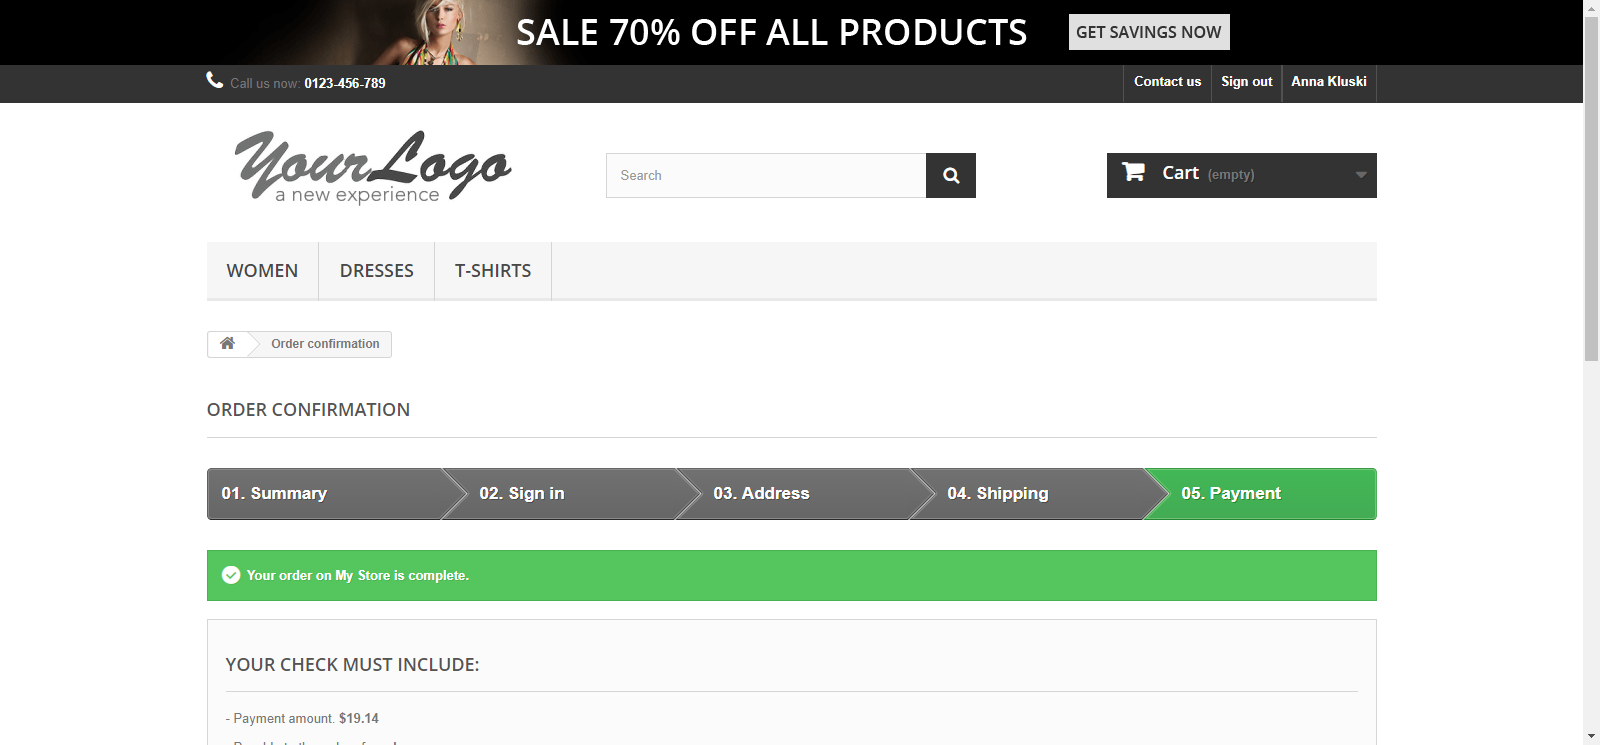 SALE 70% OFF ALL PRODUCTS GET SAVINGS NOW
Call us now: 0123-456-789
Contact us Sign out Anna Kluski
Your Logo
a new experience
Search
Cart (empty)
WOMEN DRESSES T-SHIRTS
Order confirmation
ORDER CONFIRMATION
01. Summary 02. Sign in 03. Address 04. Shipping 05. Payment
Your order on My Store is complete.
YOUR CHECK MUST INCLUDE:
- Payment amount. $19.14